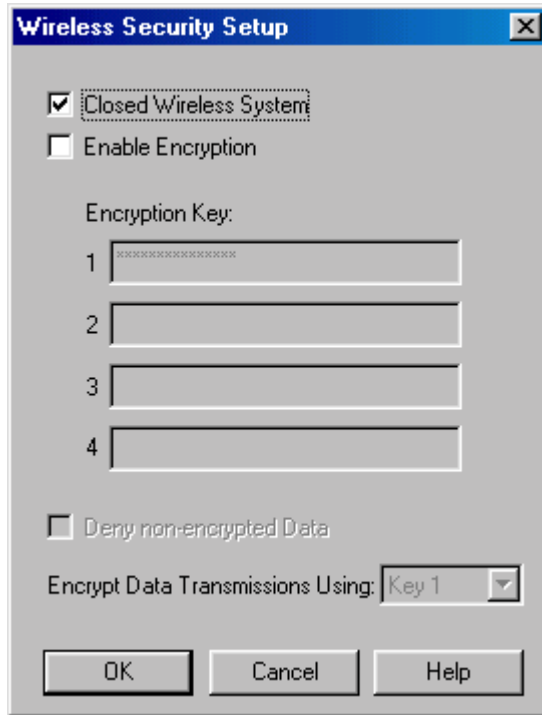 Wireless Security Setup
Closed Wireless System
Enable Encryption
Encryption Key:
1 ***************
2
3
4
Deny non-encrypted Data
Encrypt Data Transmissions Using: Key 1
OK Cancel Help